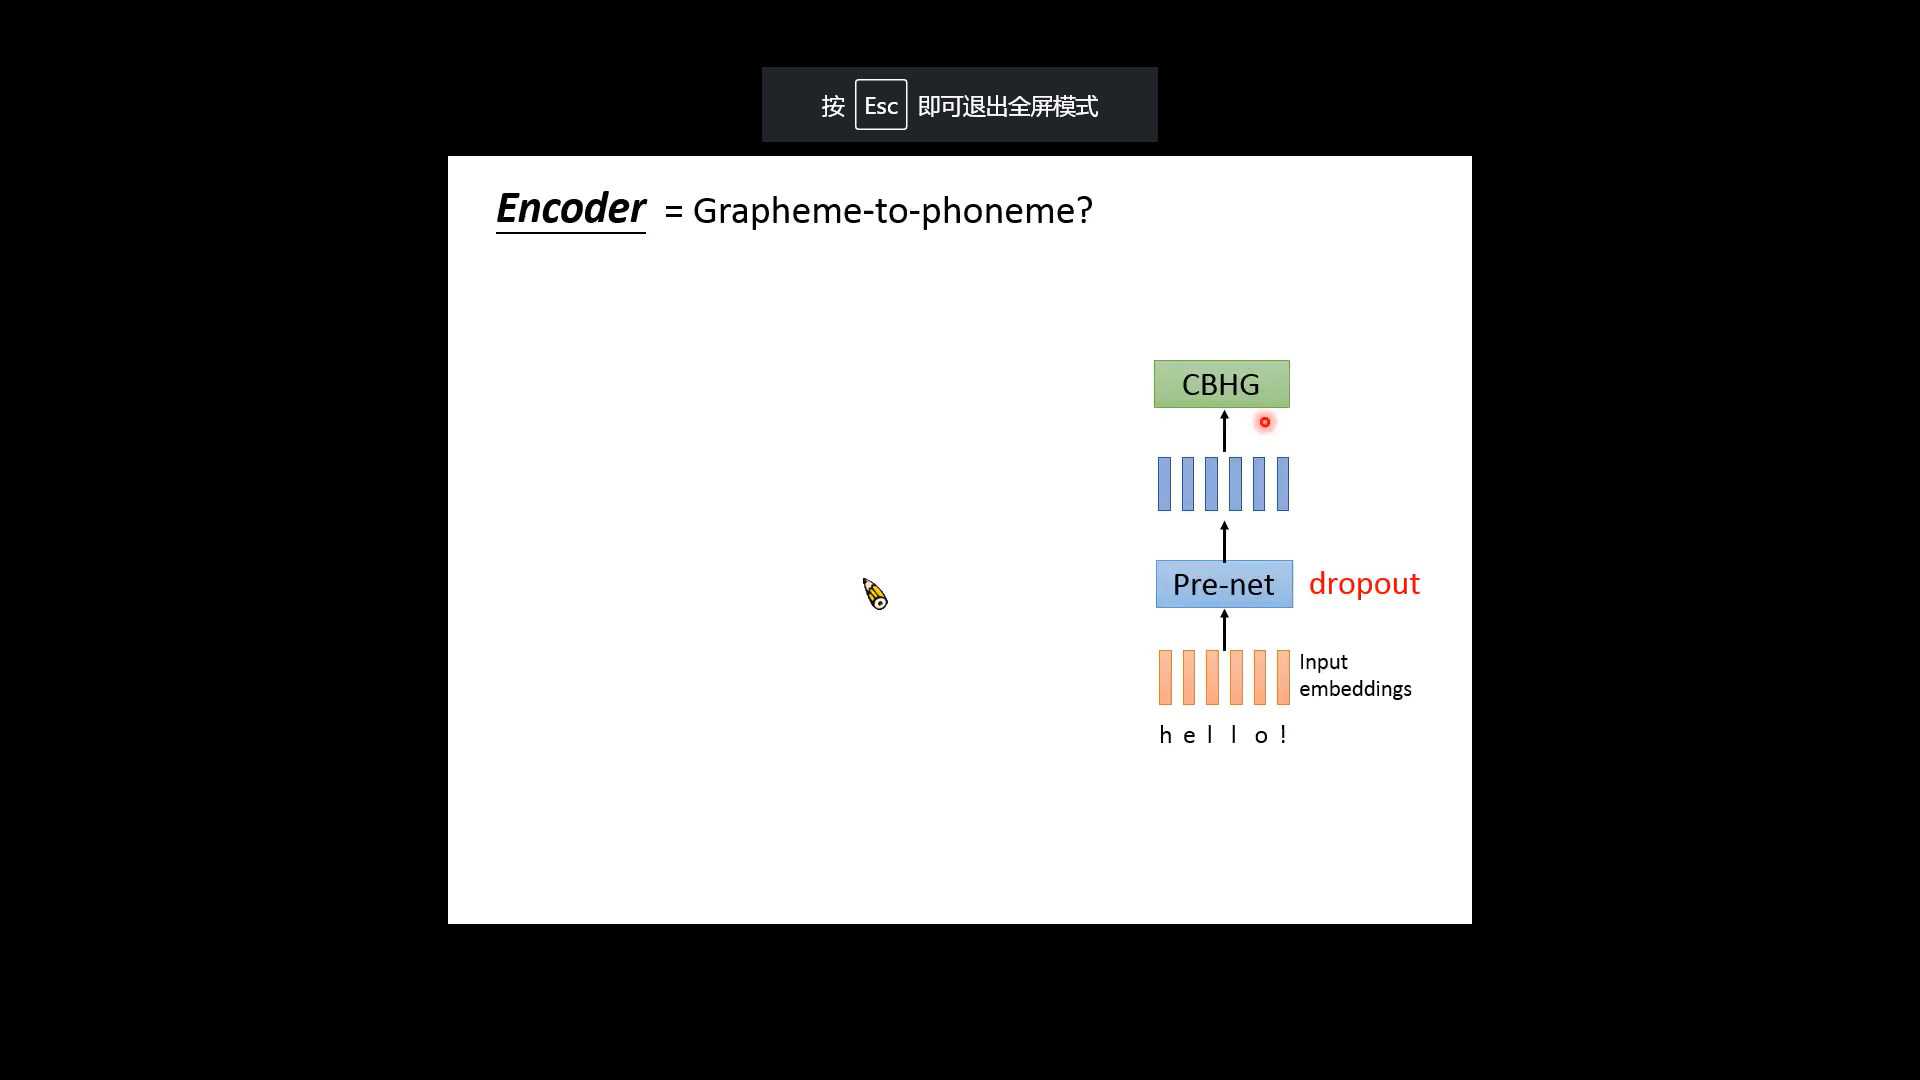 按 Esc 即可退出全屏模式
Encoder = Grapheme-to-phoneme?
CBHG
Pre-net dropout
Input
embeddings
h e l l o !